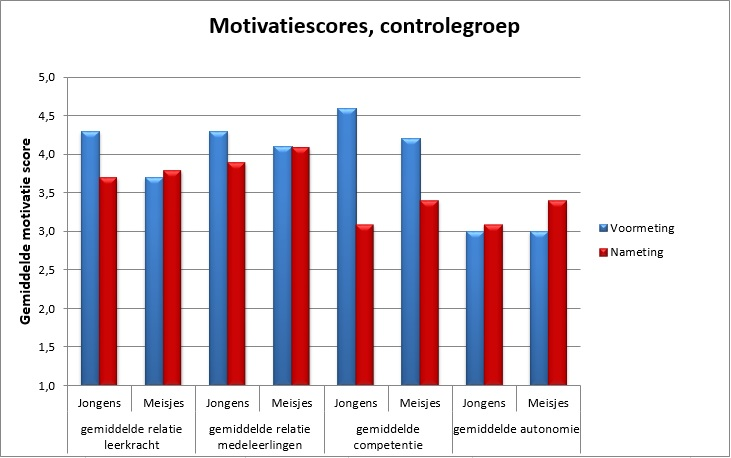 Motivatiescores, controlegroep
Gemiddelde motivatie score
5,0
4,5
4,0
3,5
3,0
2,5
2,0
1,5
1,0
Jongens Meisjes Jongens Meisjes Jongens Meisjes Jongens Meisjes
gemiddelde relatie leerkracht
gemiddelde relatie medeleerlingen
gemiddelde competentie
gemiddelde autonomie
Voormeting
Nameting